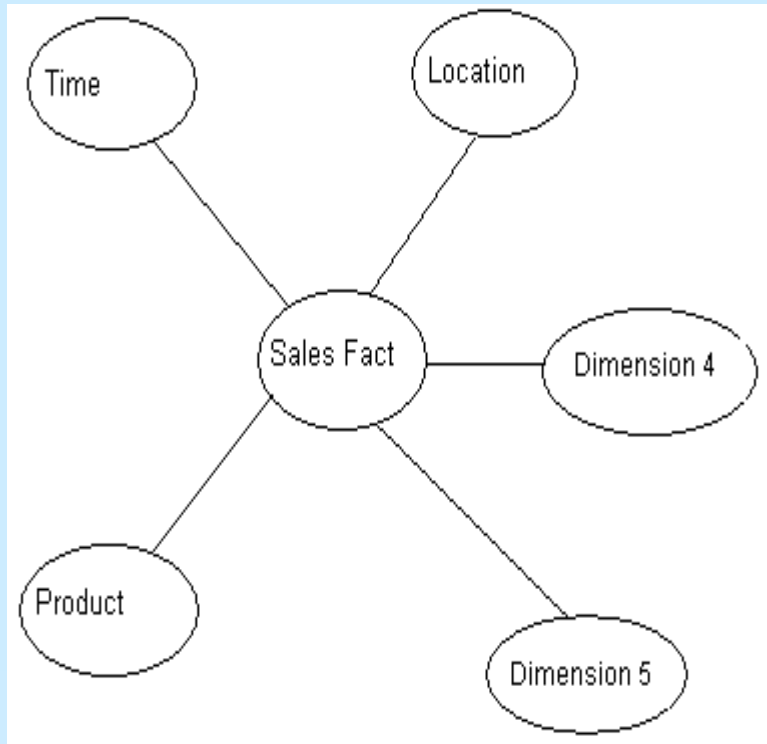 Time
Location
Sales Fact
Dimension 4
Product
Dimension 5